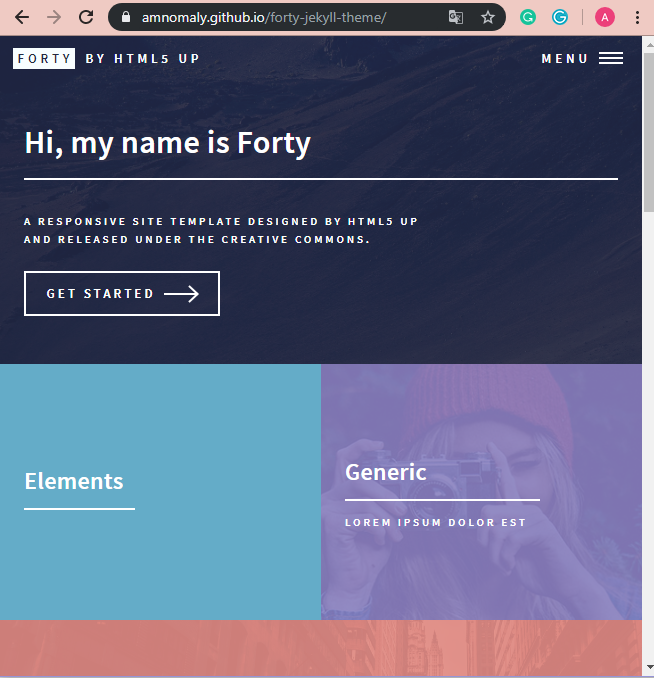 amnomaly.github.io/forty-jekyll-theme/
A
FORTY BY HTML5 UP
MENU
Hi, my name is Forty
A RESPONSIVE SITE TEMPLATE DESIGNED BY HTML5 UP
AND RELEASED UNDER THE CREATIVE COMMONS.
GET STARTED
Elements
Generic
LOREM IPSUM DOLOR EST